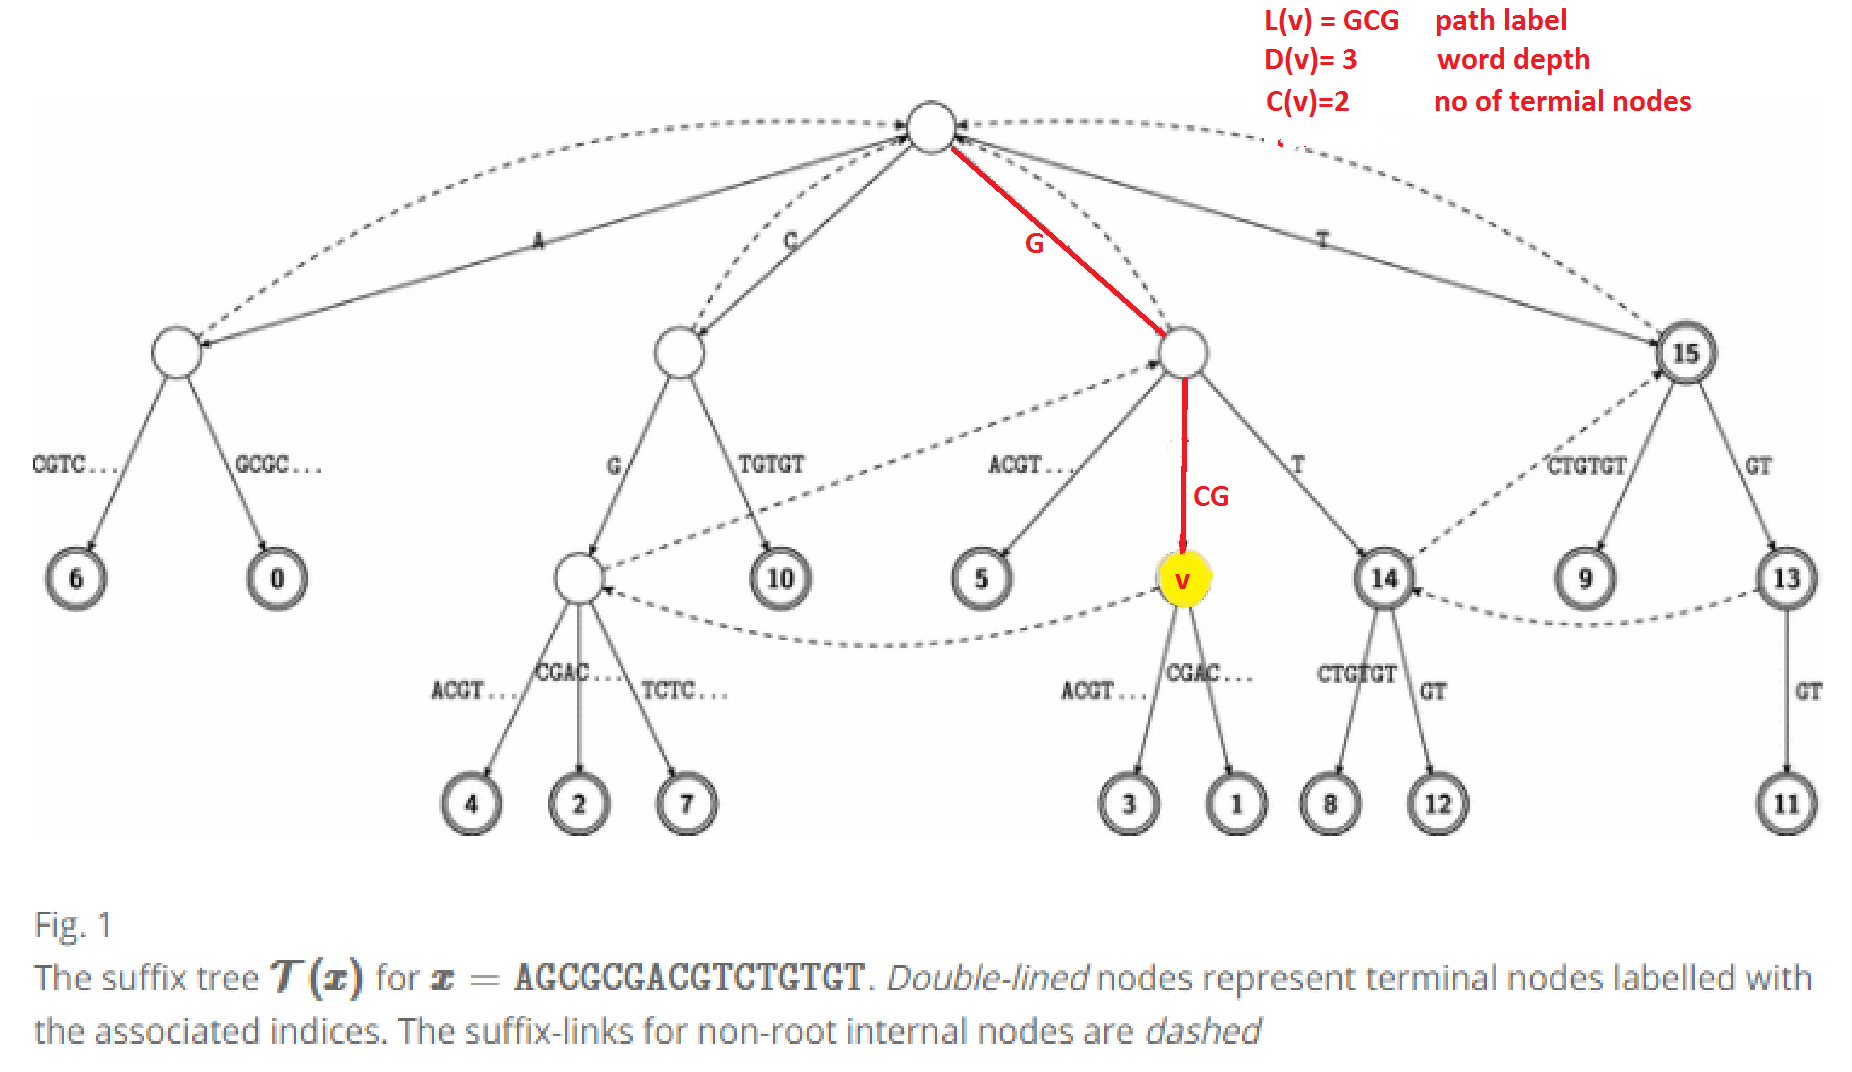 L(v) = GCG path label
D(v)= 3 word depth
C(v)=2 no of termial nodes
A C G T
15
CGTC... GCGC... G TGTGT ACGT... CG T CTGTGT GT
6 0 10 5 v 14 9 13
ACGT... CGAC... TCTC... ACGT... CGAC... CTGTGT GT GT
4 2 7 3 1 8 12 11
Fig. 1
The suffix tree 𝒯(x) for x = AGCGCGACGTCTGTGT. Double-lined nodes represent terminal nodes labelled with
the associated indices. The suffix-links for non-root internal nodes are dashed